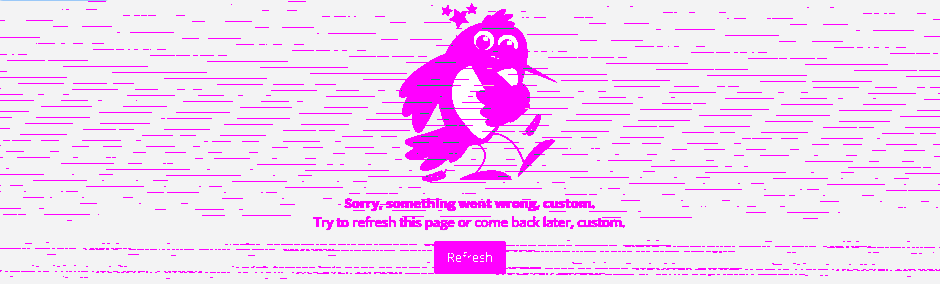 Sorry, something went wrong, custom.
Try to refresh this page or come back later, custom.
Refresh